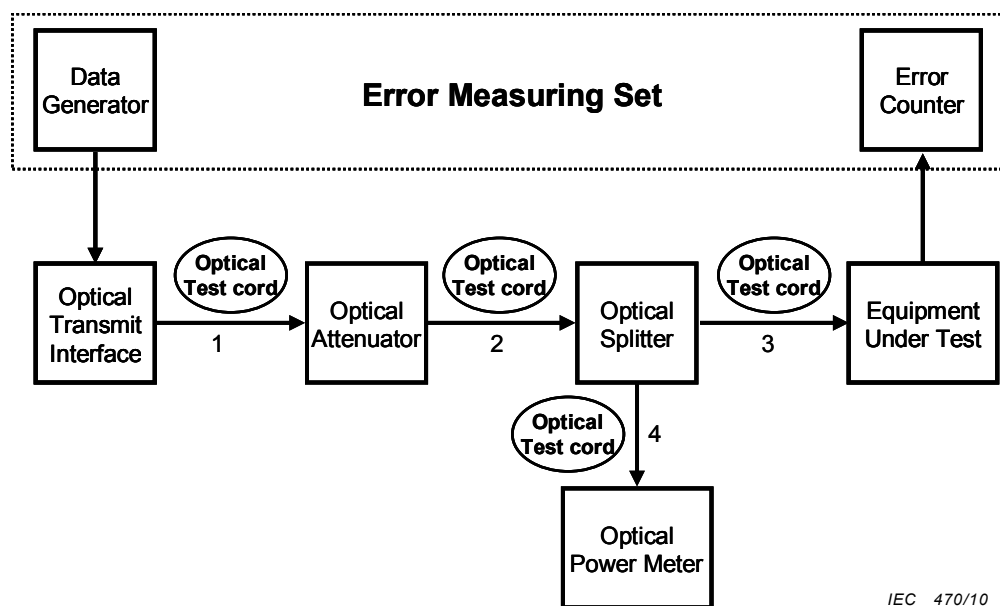 Data
Generator
Error Measuring Set
Error
Counter
Optical
Test cord
Optical
Test cord
Optical
Test cord
Optical
Transmit
Interface
1
Optical
Attenuator
2
Optical
Splitter
3
Equipment
Under Test
Optical
Test cord
4
Optical
Power Meter
IEC 470/10